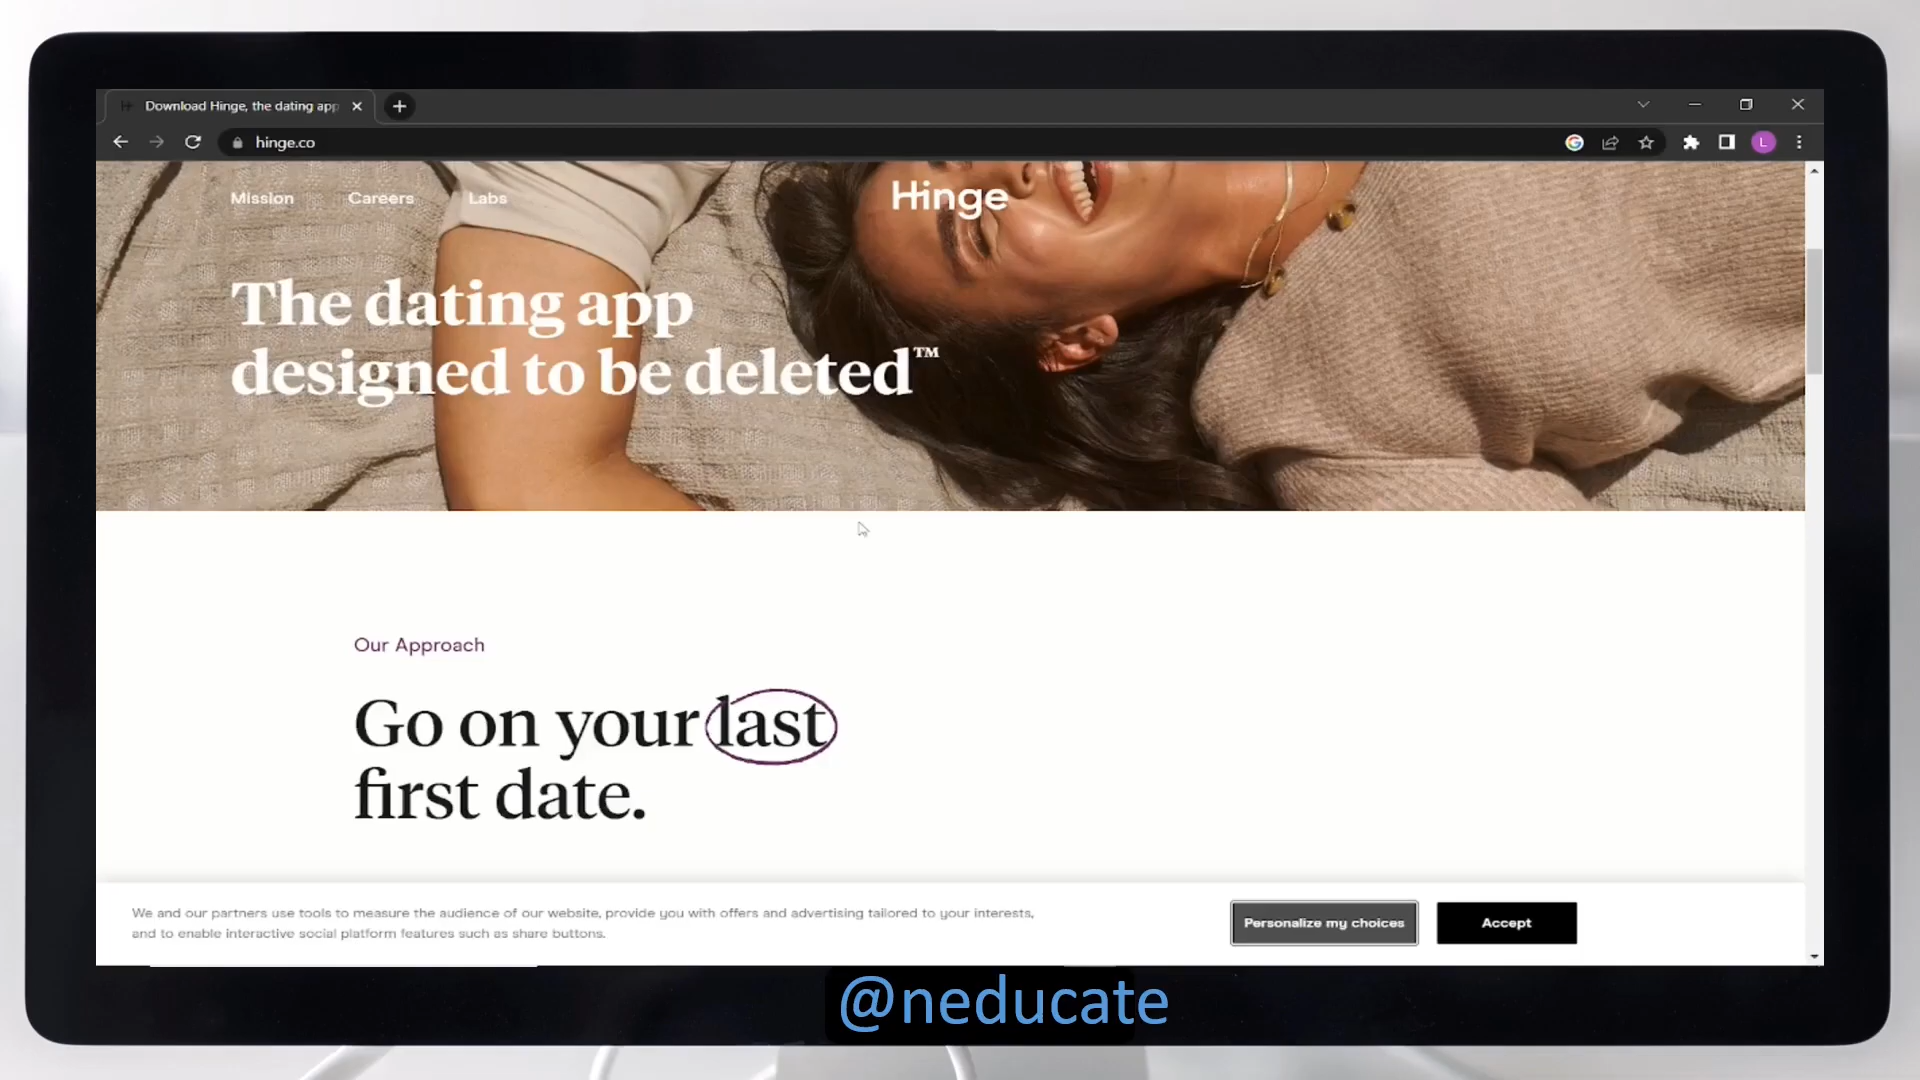 Download Hinge, the dating app
hinge.co
L
Mission Careers Labs
Hinge
The dating app
designed to be deleted™
Our Approach
Go on your last
first date.
We and our partners use tools to measure the audience of our website, provide you with offers and advertising tailored to your interests,
and to enable interactive social platform features such as share buttons.
Personalize my choices
Accept
@neducate